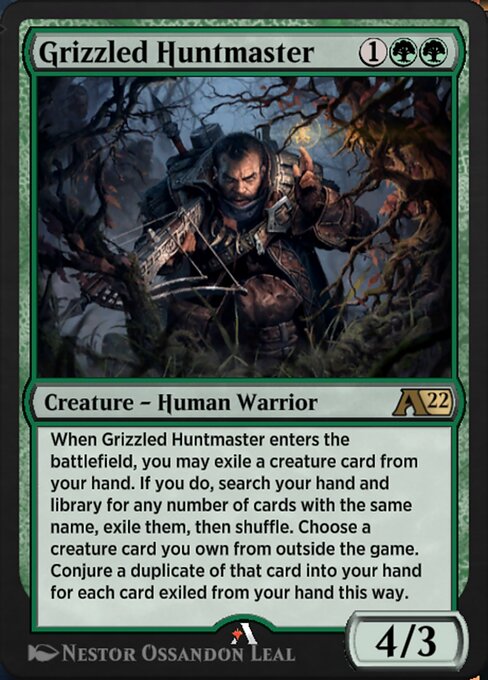 Grizzled Huntmaster 1
Creature – Human Warrior
A22
When Grizzled Huntmaster enters the
battlefield, you may exile a creature card from
your hand. If you do, search your hand and
library for any number of cards with the same
name, exile them, then shuffle. Choose a
creature card you own from outside the game.
Conjure a duplicate of that card into your hand
for each card exiled from your hand this way.
4/3
Nestor Ossandon Leal